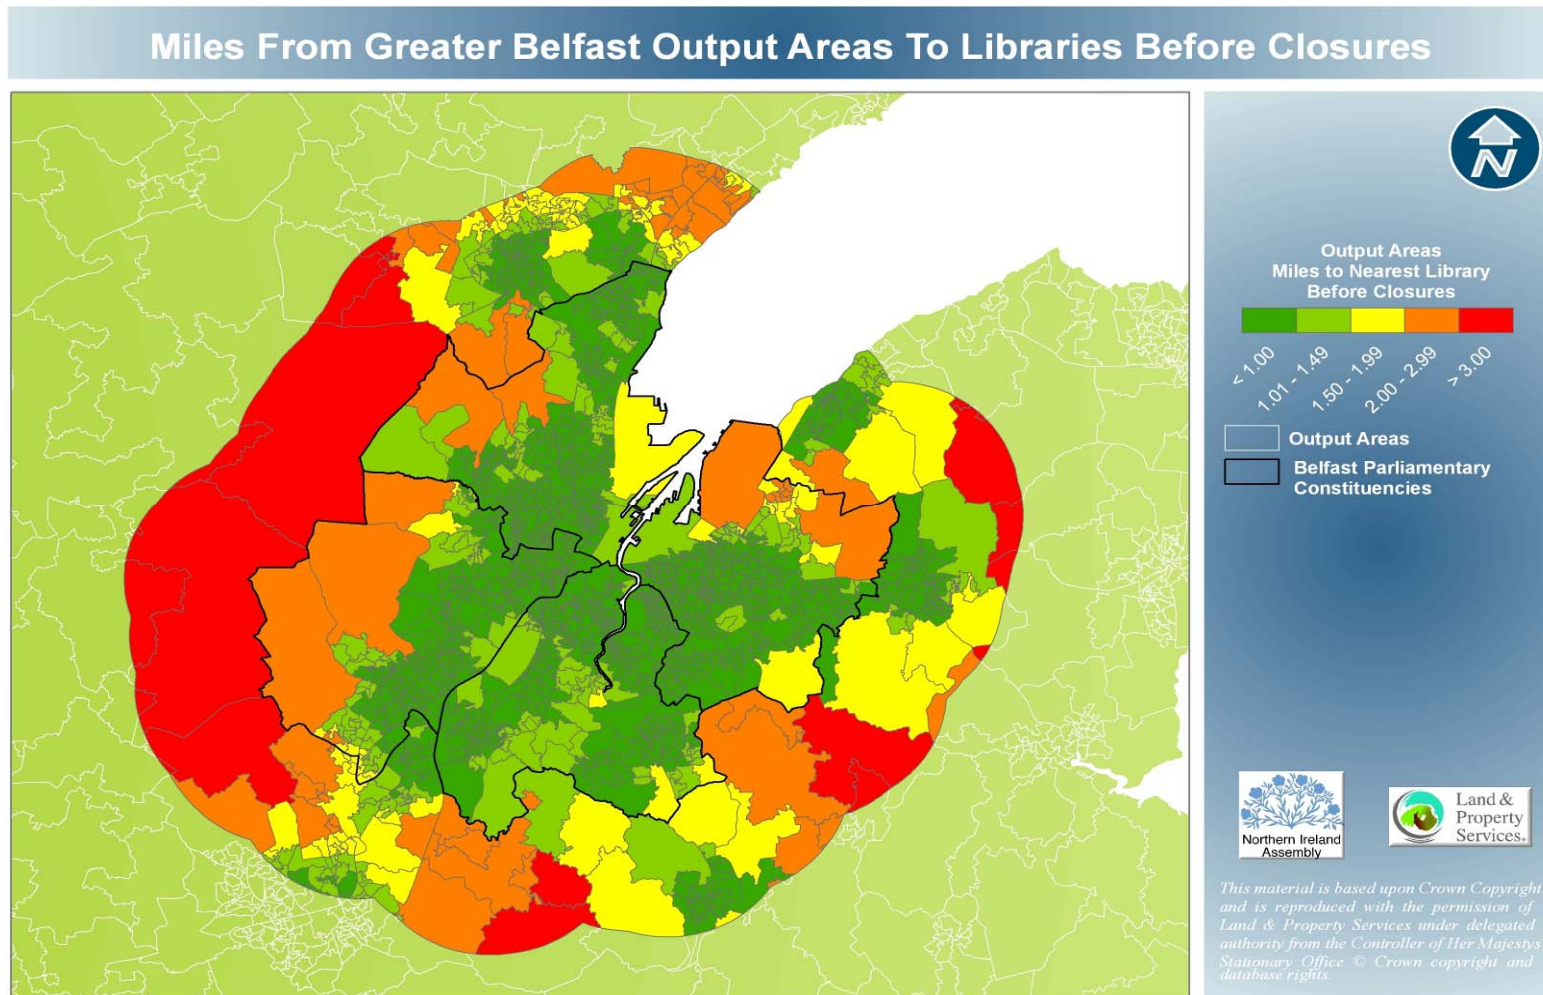 Miles From Greater Belfast Output Areas To Libraries Before Closures
N
Output Areas
Miles to Nearest Library
Before Closures
< 1.00
1.01 - 1.49
1.50 - 1.99
2.00 - 2.99
> 3.00
Output Areas
Belfast Parliamentary
Constituencies
Northern Ireland
Assembly
Land &
Property
Services.
This material is based upon Crown Copyright
and is reproduced with the permission of
Land & Property Services under delegated
authority from the Controller of Her Majestys
Stationary Office © Crown copyright and
database rights.